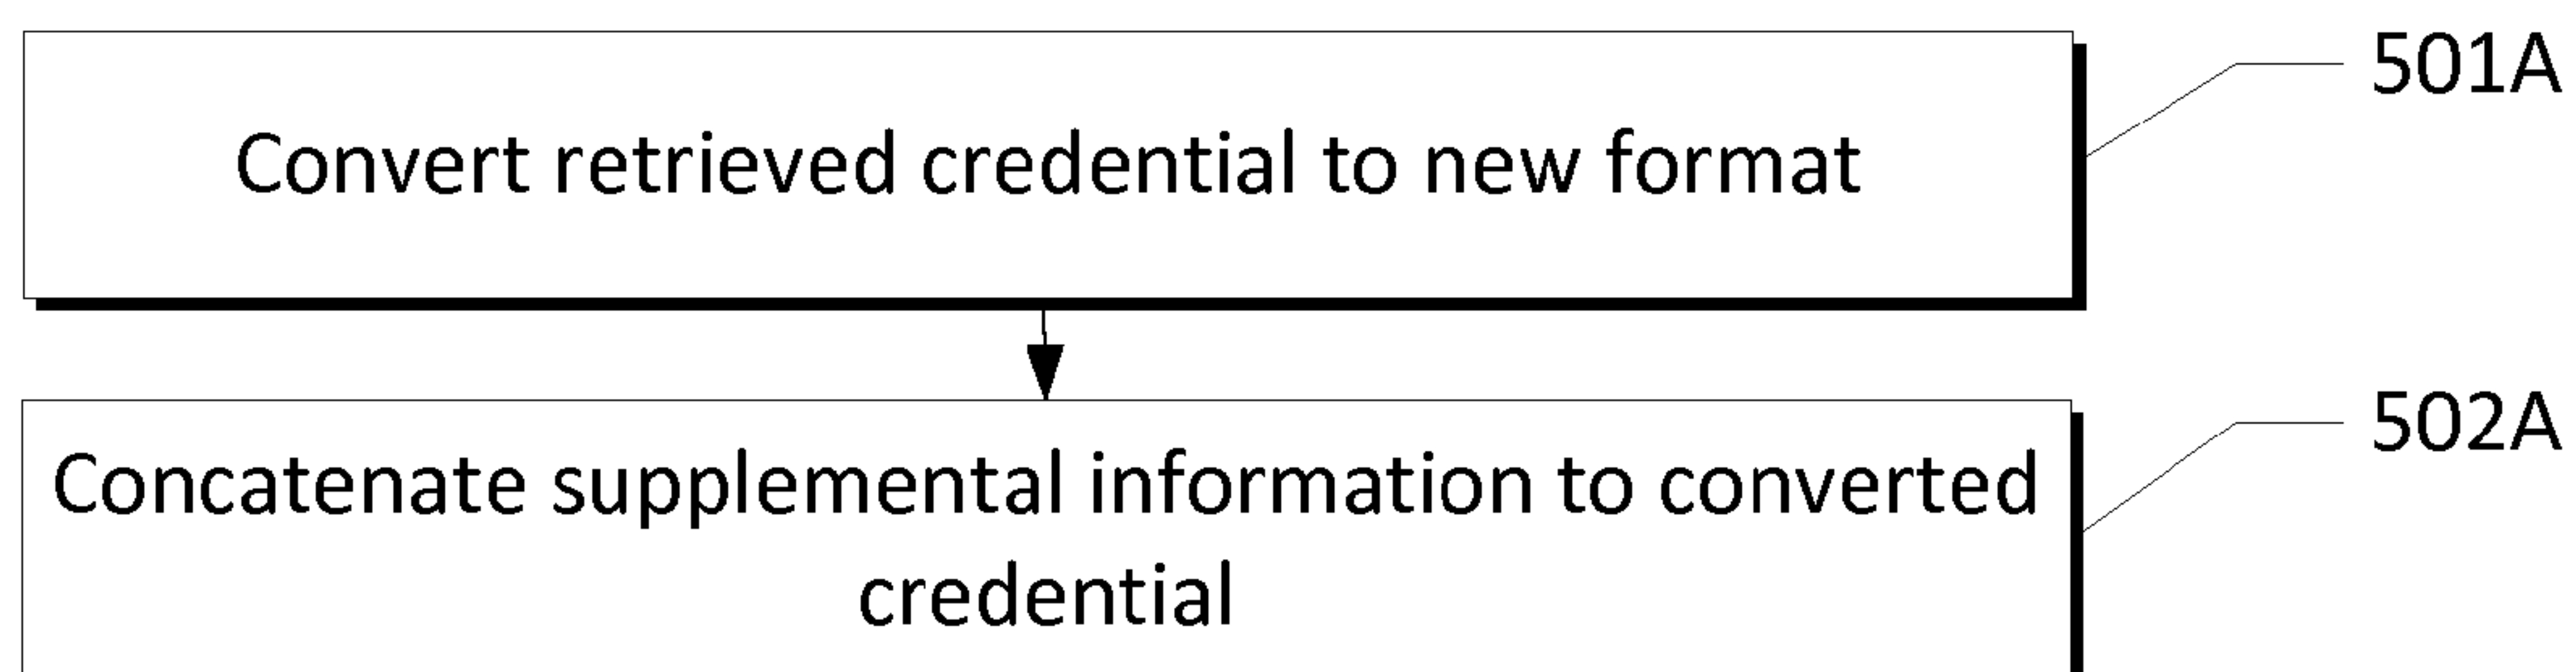 501A
Convert retrieved credential to new format
502A
Concatenate supplemental information to converted
credential